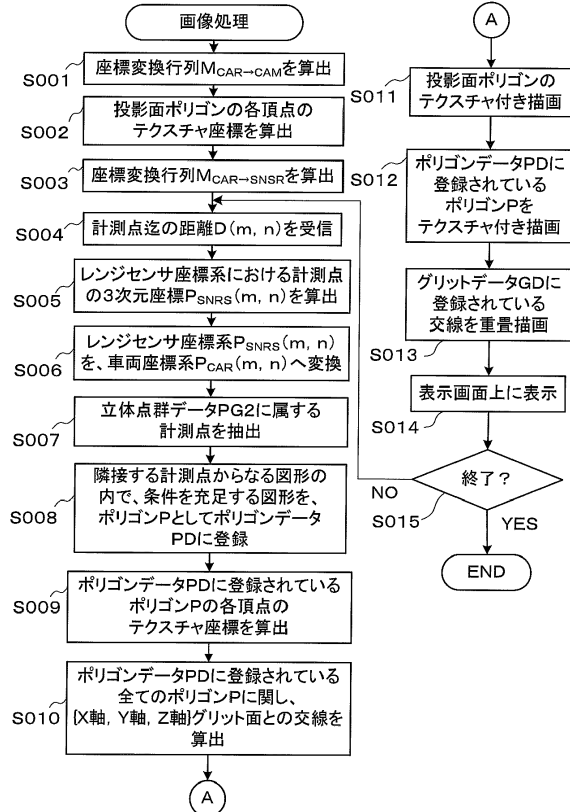 画像処理
S001
座標変換行列MCAR→CAMを算出
S002
投影面ポリゴンの各頂点の
テクスチャ座標を算出
S003
座標変換行列MCAR→SNSRを算出
S004
計測点迄の距離D(m, n)を受信
S005
レンジセンサ座標系における計測点
の3次元座標PSNRS(m, n)を算出
S006
レンジセンサ座標系PSNRS(m, n)
を、車両座標系PCAR(m, n)へ変換
S007
立体点群データPG2に属する
計測点を抽出
S008
隣接する計測点からなる図形の
内で、条件を充足する図形を、
ポリゴンPとしてポリゴンデータ
PDに登録
S009
ポリゴンデータPDに登録されている
ポリゴンPの各頂点の
テクスチャ座標を算出
S010
ポリゴンデータPDに登録されている
全てのポリゴンPに関し、
{X軸, Y軸, Z軸}グリット面との交線を
算出
A
A
S011
投影面ポリゴンの
テクスチャ付き描画
S012
ポリゴンデータPDに
登録されている
ポリゴンPを
テクスチャ付き描画
S013
グリットデータGDに
登録されている
交線を重畳描画
S014
表示画面上に表示
S015
終了?
NO
YES
END